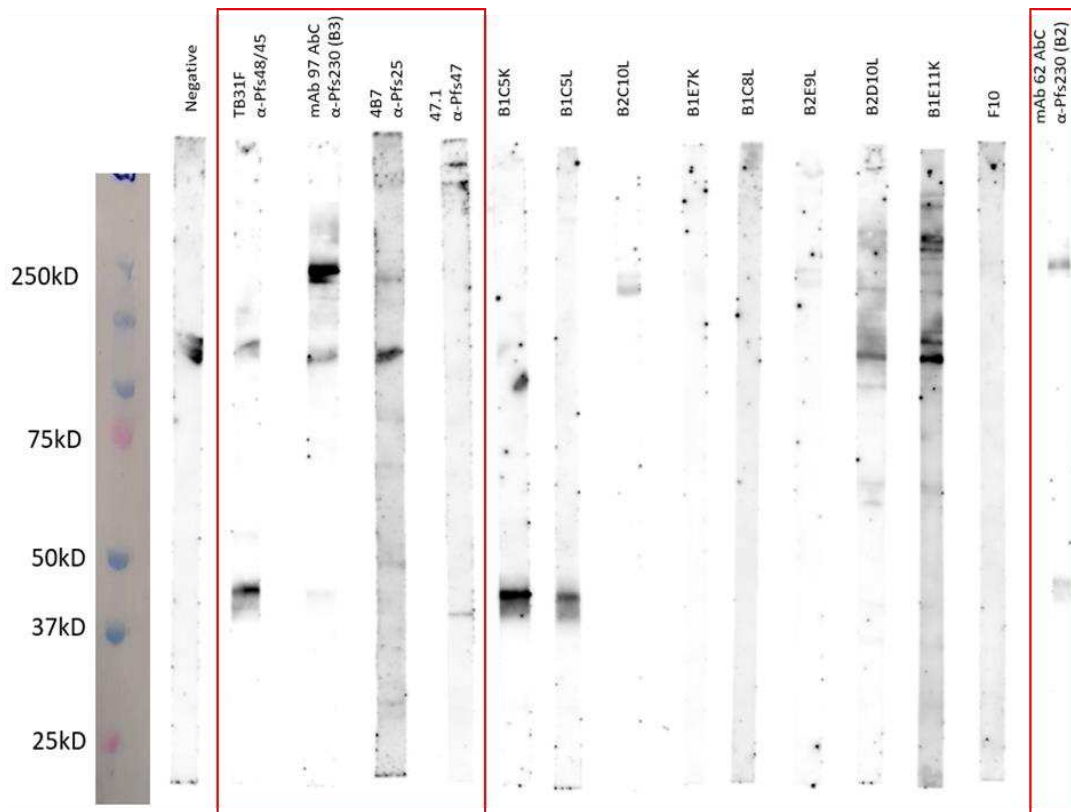 Negative
TB31F
α-Pfs48/45
mAb 97 AbC
α-Pfs230 (B3)
4B7
α-Pfs25
47.1
α-Pfs47
B1C5K
B1C5L
B2C10L
B1E7K
B1C8L
B2E9L
B2D10L
B1E11K
F10
mAb 62 AbC
α-Pfs230 (B2)
250kD
75kD
50kD
37kD
25kD